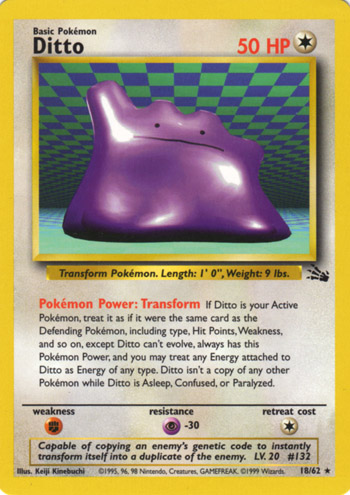 Basic Pokémon
Ditto
50 HP
Transform Pokémon. Length: 1' 0", Weight: 9 lbs.
Pokémon Power: Transform If Ditto is your Active
Pokémon, treat it as if it were the same card as the
Defending Pokémon, including type, Hit Points, Weakness,
and so on, except Ditto can't evolve, always has this
Pokémon Power, and you may treat any Energy attached to
Ditto as Energy of any type. Ditto isn't a copy of any other
Pokémon while Ditto is Asleep, Confused, or Paralyzed.
weakness
resistance
retreat cost
-30
Capable of copying an enemy's genetic code to instantly
transform itself into a duplicate of the enemy. LV. 20 #132
Illus. Keiji Kinebuchi ©1995, 96, 98 Nintendo, Creatures, GAMEFREAK. ©1999 Wizards. 18/62